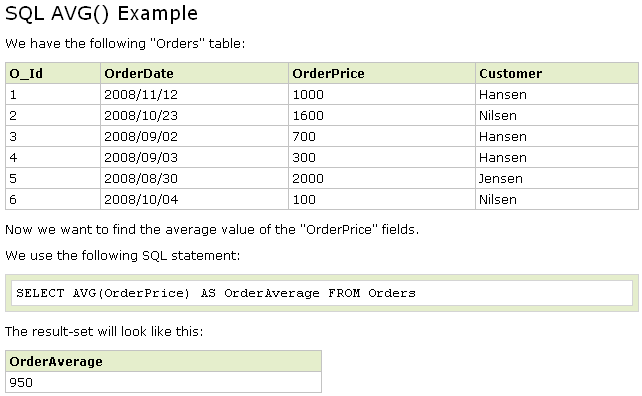 SQL AVG() Example
We have the following "Orders" table:
O_Id OrderDate OrderPrice Customer
1 2008/11/12 1000 Hansen
2 2008/10/23 1600 Nilsen
3 2008/09/02 700 Hansen
4 2008/09/03 300 Hansen
5 2008/08/30 2000 Jensen
6 2008/10/04 100 Nilsen
Now we want to find the average value of the "OrderPrice" fields.
We use the following SQL statement:
SELECT AVG(OrderPrice) AS OrderAverage FROM Orders
The result-set will look like this:
OrderAverage
950